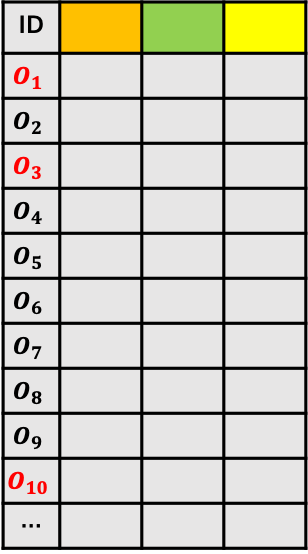 ID
o₁
o₂
o₃
o₄
o₅
o₆
o₇
o₈
o₉
o₁₀
...